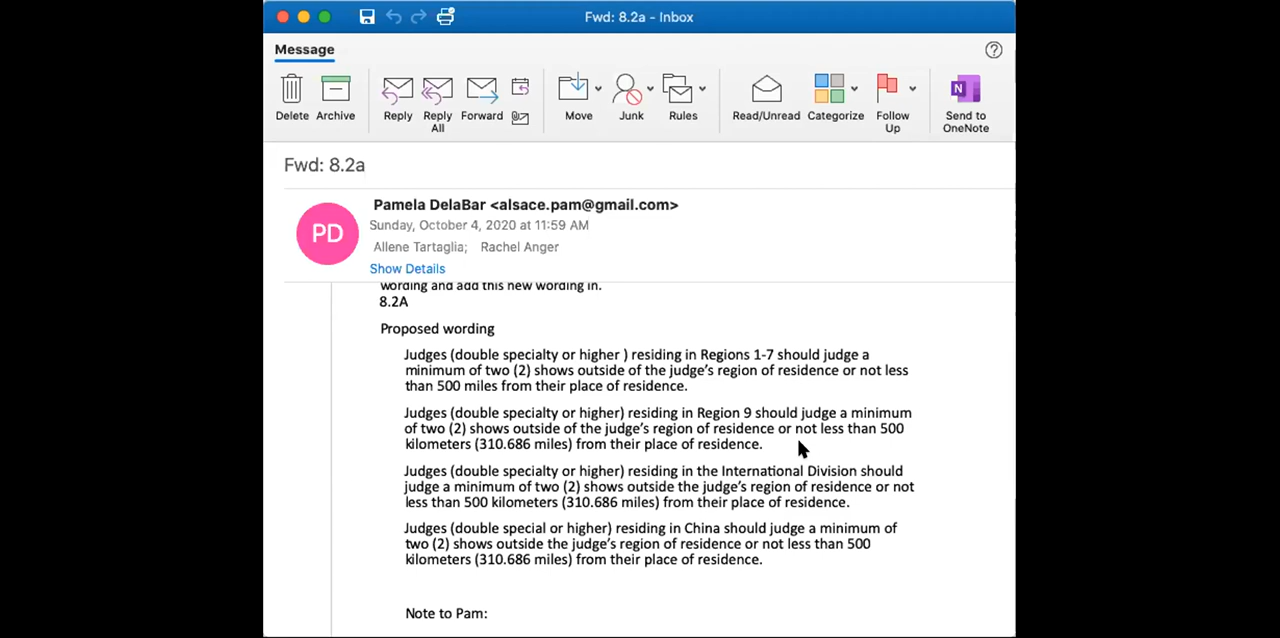 Fwd: 8.2a - Inbox
Message
Delete Archive Reply Reply All Forward Move Junk Rules Read/Unread Categorize Follow Up Send to OneNote
Fwd: 8.2a
PD
Pamela DelaBar <alsace.pam@gmail.com>
Sunday, October 4, 2020 at 11:59 AM
Allene Tartaglia; Rachel Anger
Show Details
wording and add this new wording in.
8.2A
Proposed wording
Judges (double specialty or higher ) residing in Regions 1-7 should judge a
minimum of two (2) shows outside of the judge's region of residence or not less
than 500 miles from their place of residence.
Judges (double specialty or higher) residing in Region 9 should judge a minimum
of two (2) shows outside of the judge's region of residence or not less than 500
kilometers (310.686 miles) from their place of residence.
Judges (double specialty or higher) residing in the International Division should
judge a minimum of two (2) shows outside the judge's region of residence or not
less than 500 kilometers (310.686 miles) from their place of residence.
Judges (double special or higher) residing in China should judge a minimum of
two (2) shows outside the judge's region of residence or not less than 500
kilometers (310.686 miles) from their place of residence.
Note to Pam: